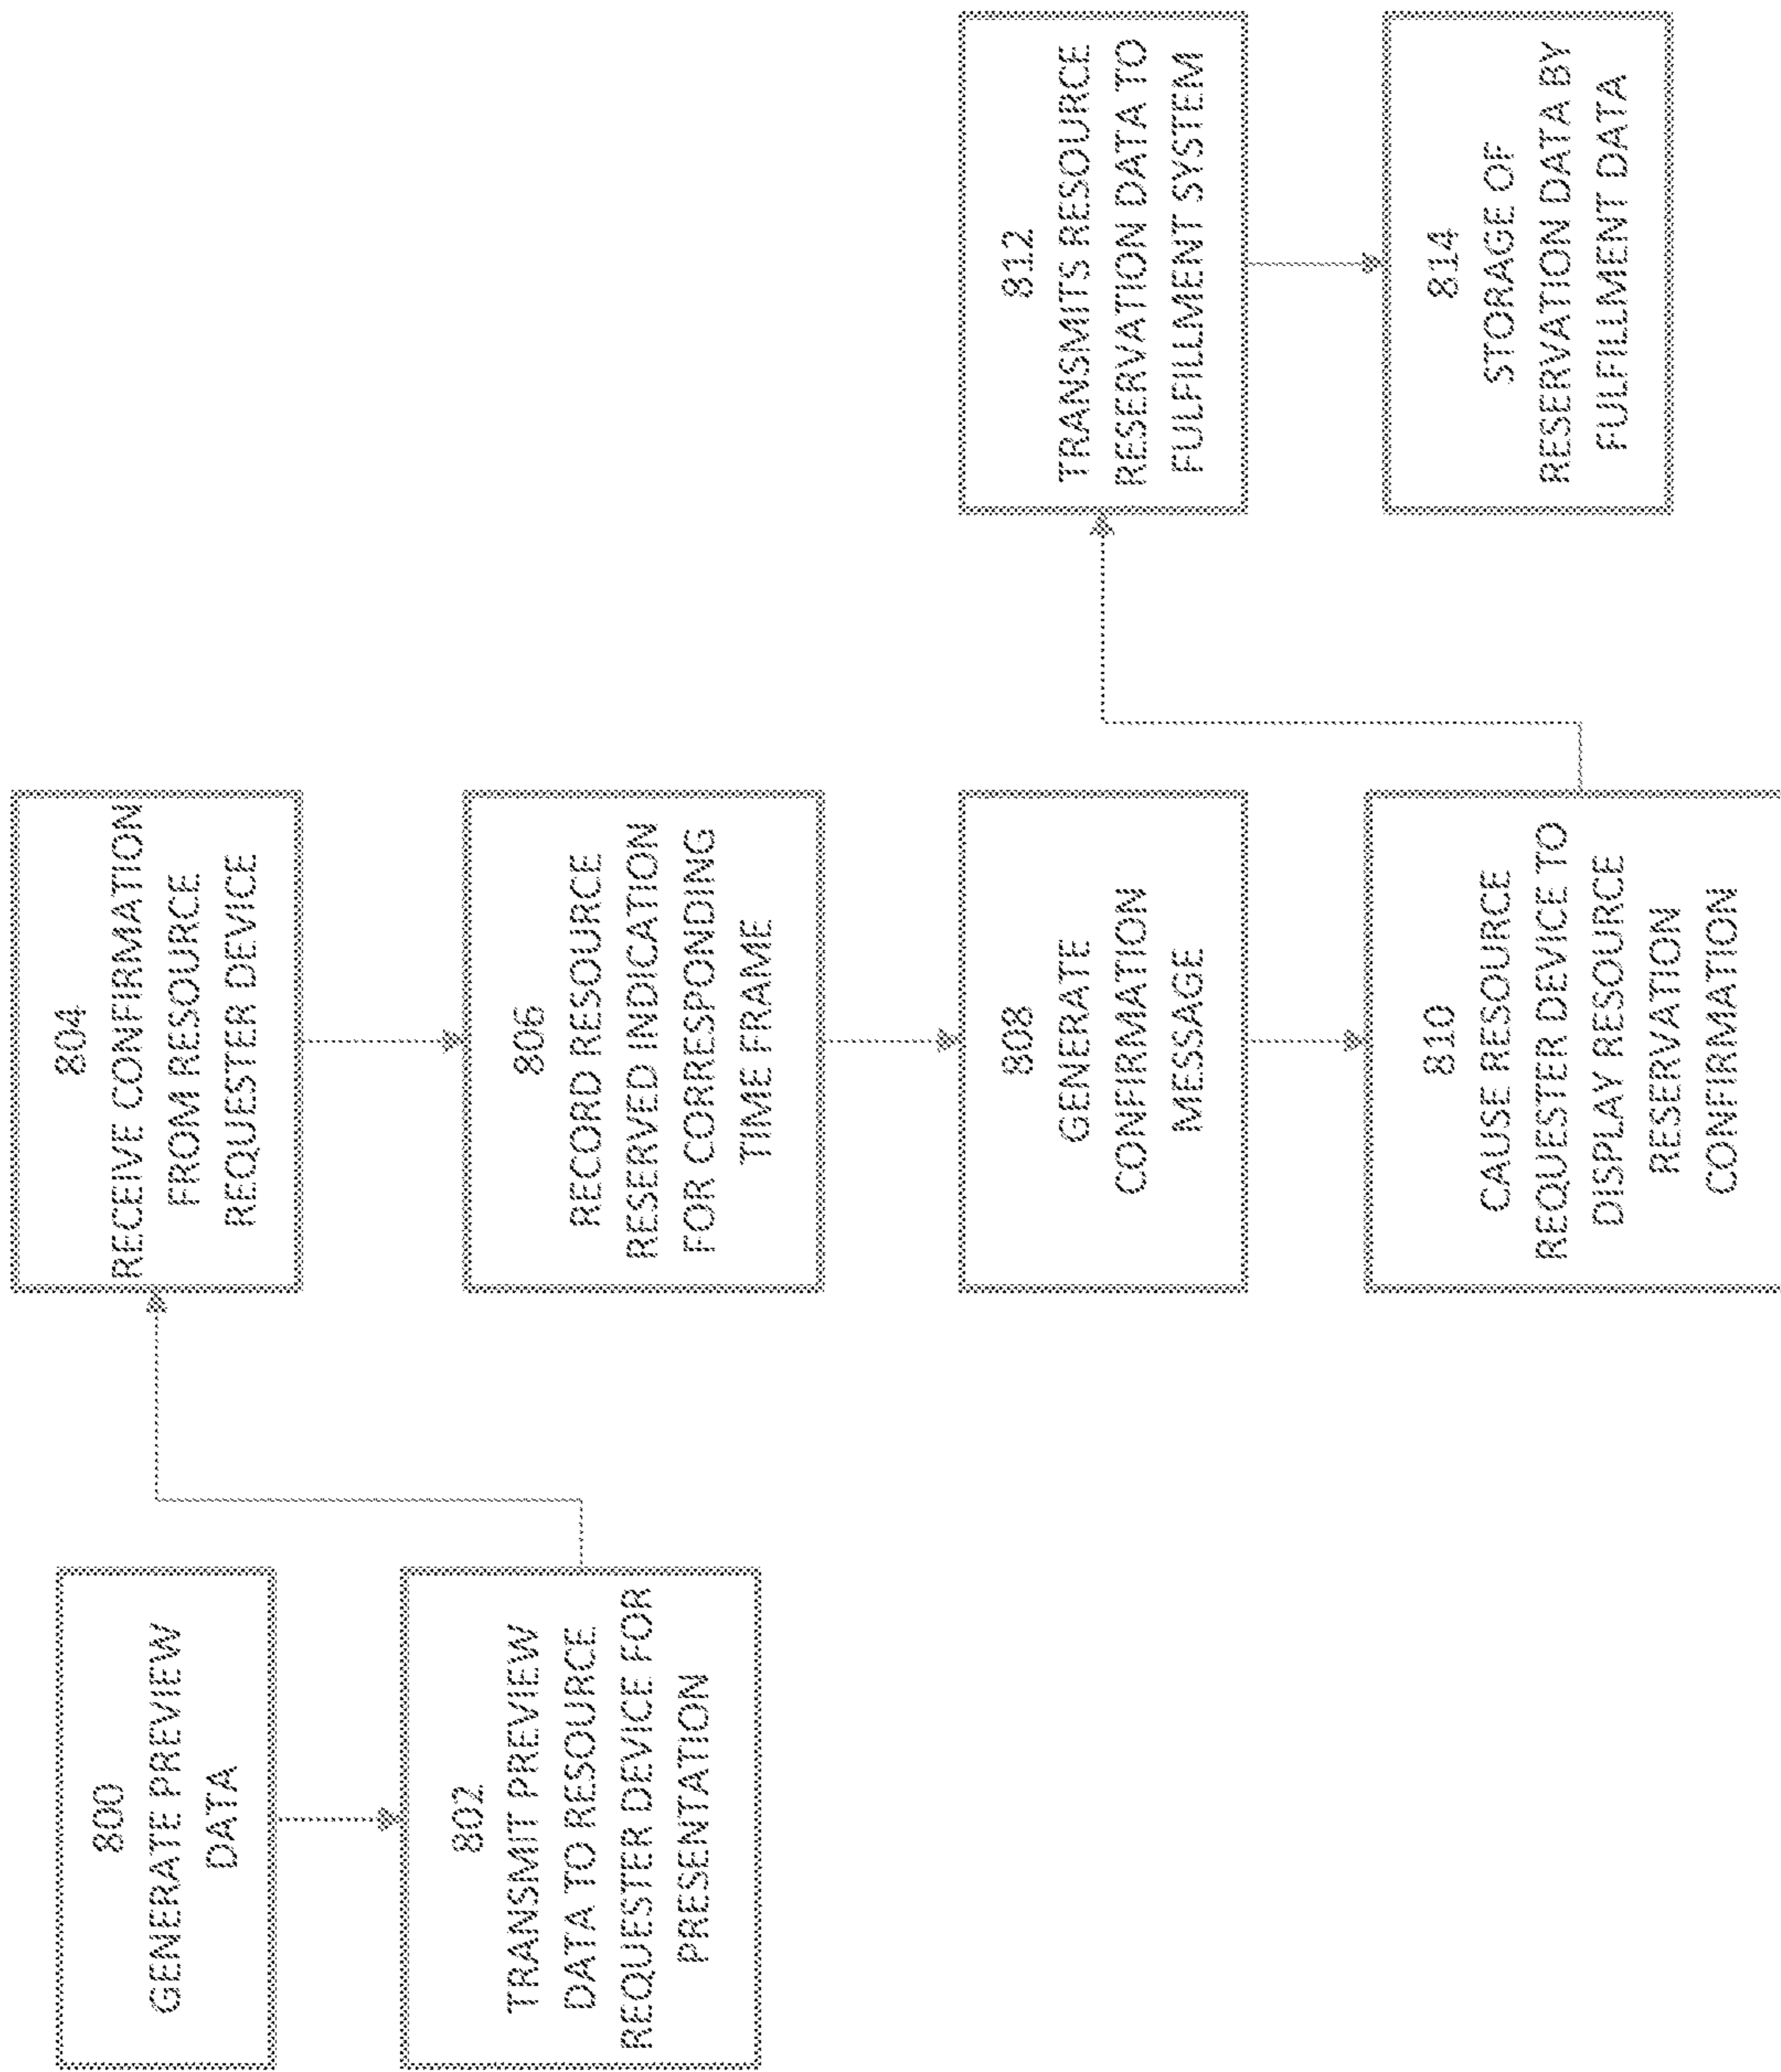 800
GENERATE PREVIEW
DATA
802
TRANSMIT PREVIEW
DATA TO RESOURCE
REQUESTER DEVICE FOR
PRESENTATION
804
RECEIVE CONFIRMATION
FROM RESOURCE
REQUESTER DEVICE
806
RECORD RESOURCE
RESERVED INDICATION
FOR CORRESPONDING
TIME FRAME
808
GENERATE
CONFIRMATION
MESSAGE
810
CAUSE RESOURCE
REQUESTER DEVICE TO
DISPLAY RESOURCE
RESERVATION
CONFIRMATION
812
TRANSMITS RESOURCE
RESERVATION DATA TO
FULFILLMENT SYSTEM
814
STORAGE OF
RESERVATION DATA BY
FULFILLMENT DATA